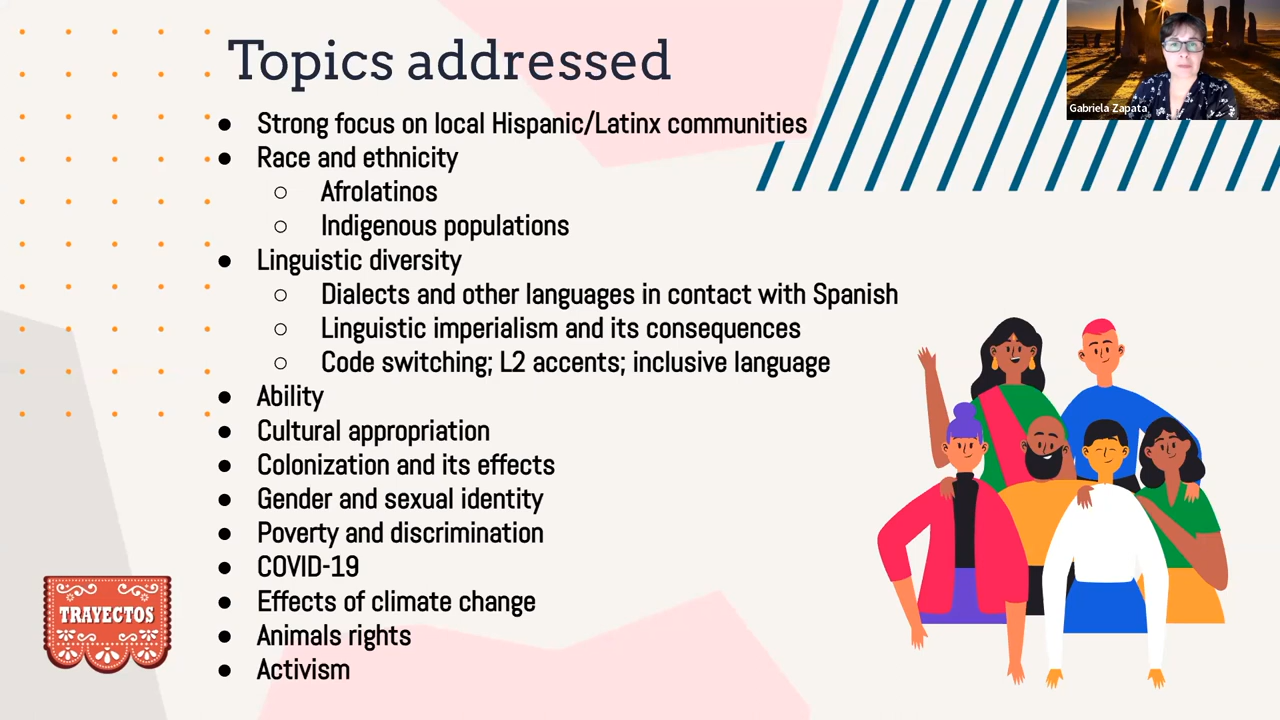 Topics addressed
Gabriela Zapata
● Strong focus on local Hispanic/Latinx communities
● Race and ethnicity
○ Afrolatinos
○ Indigenous populations
● Linguistic diversity
○ Dialects and other languages in contact with Spanish
○ Linguistic imperialism and its consequences
○ Code switching; L2 accents; inclusive language
● Ability
● Cultural appropriation
● Colonization and its effects
● Gender and sexual identity
● Poverty and discrimination
● COVID-19
● Effects of climate change
● Animals rights
● Activism
TRAYECTOS